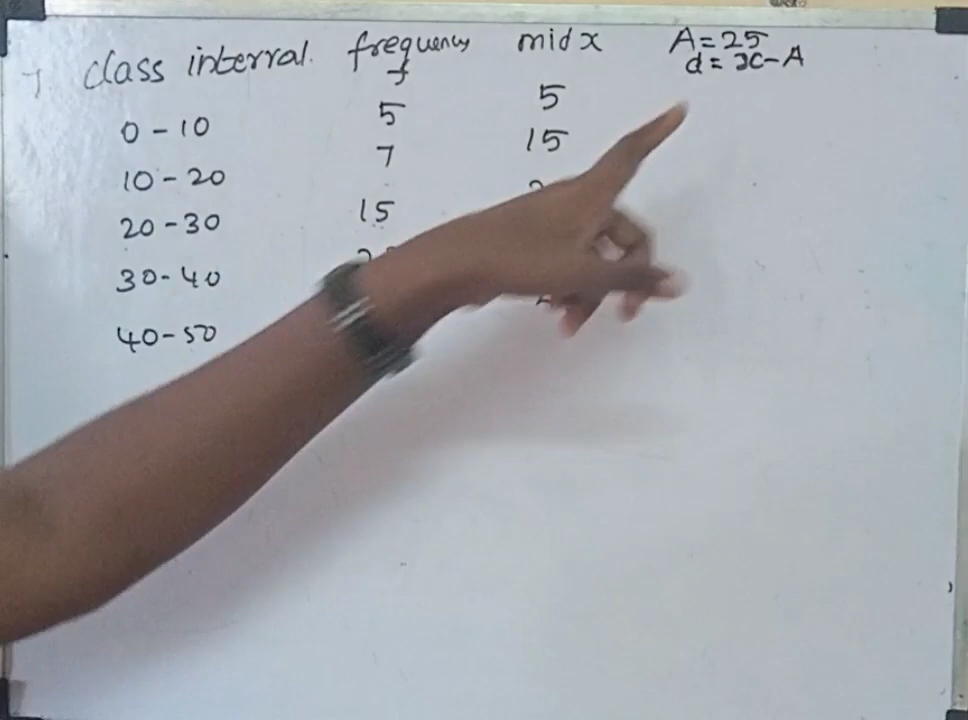 class interval. frequency mid x A=25
f d = x-A
0-10 5 5
10-20 7 15
20-30 15
30-40
40-50